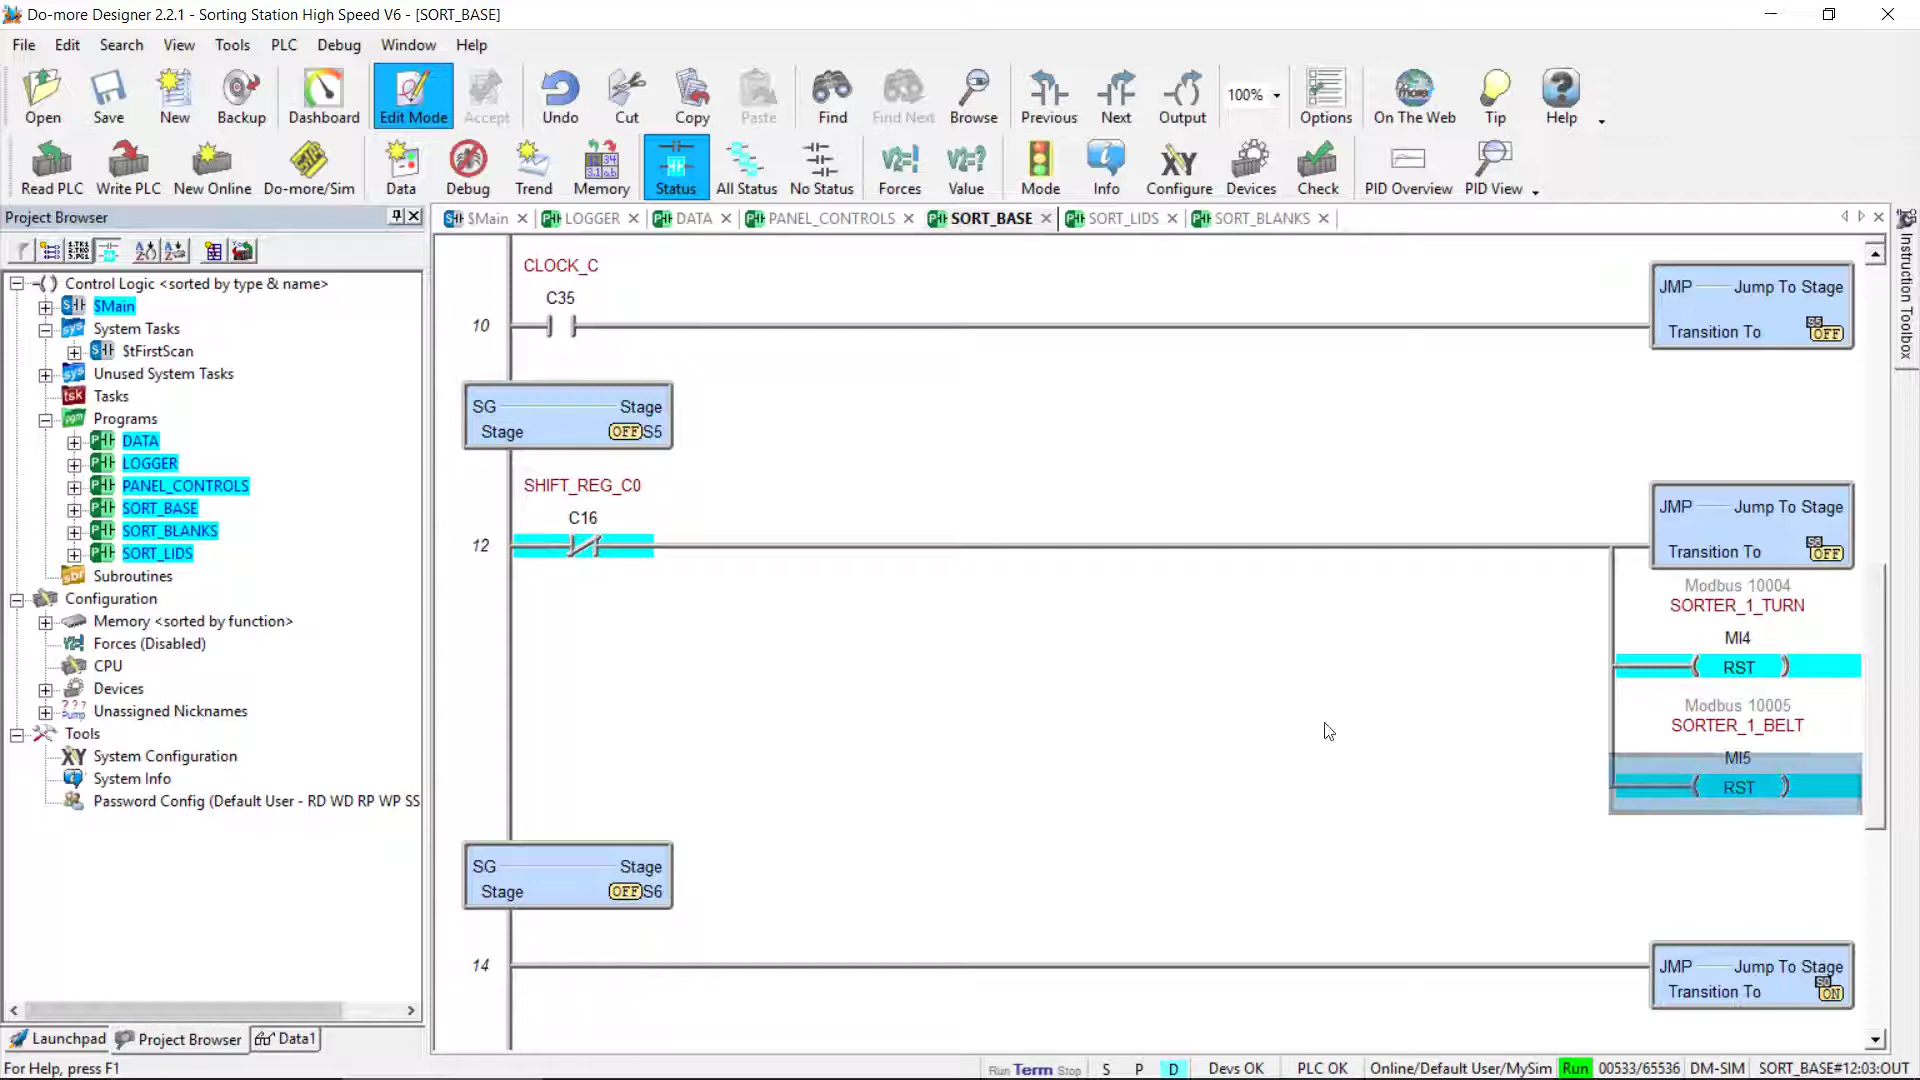 Do-more Designer 2.2.1 - Sorting Station High Speed V6 - [SORT_BASE]
File Edit Search View Tools PLC Debug Window Help
Open Save New Backup Dashboard Edit Mode Accept Undo Cut Copy Paste Find Find Next Browse Previous Next Output 100% Options On The Web Tip Help
Read PLC Write PLC New Online Do-more/Sim Data Debug Trend Memory Status All Status No Status Forces Value Mode Info Configure Devices Check PID Overview PID View
Project Browser
$Main LOGGER DATA PANEL_CONTROLS SORT_BASE SORT_LIDS SORT_BLANKS
Instruction Toolbox
Control Logic <sorted by type & name>
$Main
System Tasks
$tFirstScan
Unused System Tasks
Tasks
Programs
DATA
LOGGER
PANEL_CONTROLS
SORT_BASE
SORT_BLANKS
SORT_LIDS
Subroutines
Configuration
Memory <sorted by function>
Forces (Disabled)
CPU
Devices
Unassigned Nicknames
Tools
System Configuration
System Info
Password Config (Default User - RD WD RP WP SS
Launchpad Project Browser Data1
CLOCK_C
C35
10
JMP Jump To Stage
Transition To S5 OFF
SG Stage
Stage OFF S5
SHIFT_REG_C0
C16
12
JMP Jump To Stage
Transition To OFF
Modbus 10004
SORTER_1_TURN
MI4
RST
Modbus 10005
SORTER_1_BELT
MI5
RST
SG Stage
Stage OFF S6
14
JMP Jump To Stage
Transition To S0 ON
For Help, press F1
Run Term Stop S P D Devs OK PLC OK Online/Default User/MySim Run 00533/65536 DM-SIM SORT_BASE#12:03:OUT